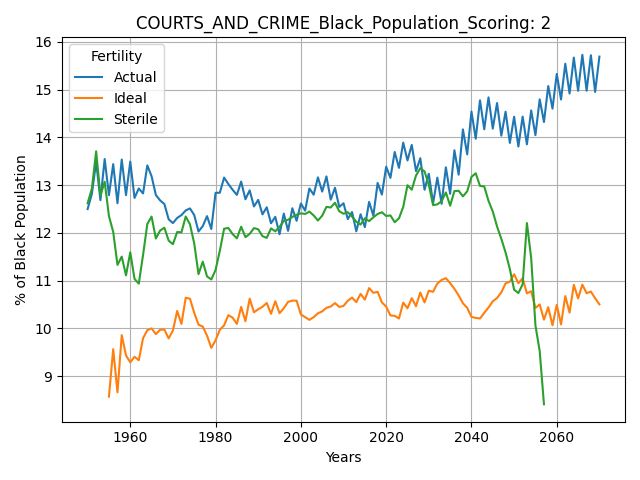 COURTS_AND_CRIME_Black_Population_Scoring: 2
Fertility
Actual
Ideal
Sterile
% of Black Population
16
15
14
13
12
11
10
9
1960 1980 2000 2020 2040 2060
Years